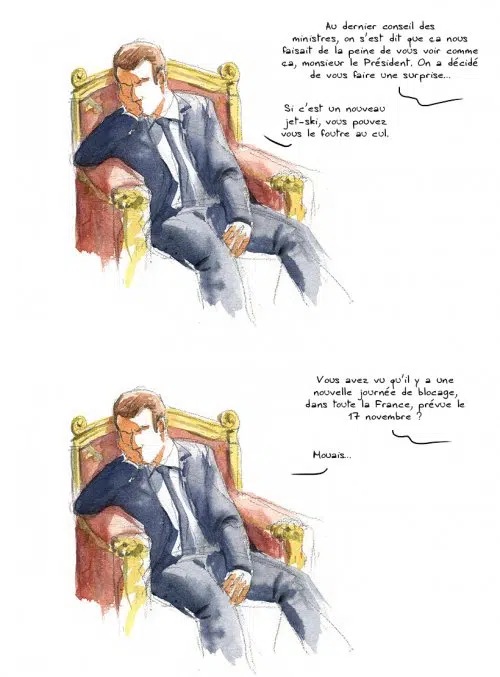 Au dernier conseil des
ministres, on s'est dit que ça nous
faisait de la peine de vous voir comme
ça, monsieur le Président. On a décidé
de vous faire une surprise...
Si c'est un nouveau
jet-ski, vous pouvez
vous le foutre au cul.
Vous avez vu qu'il y a une
nouvelle journée de blocage,
dans toute la France, prévue le
17 novembre ?
Mouais...